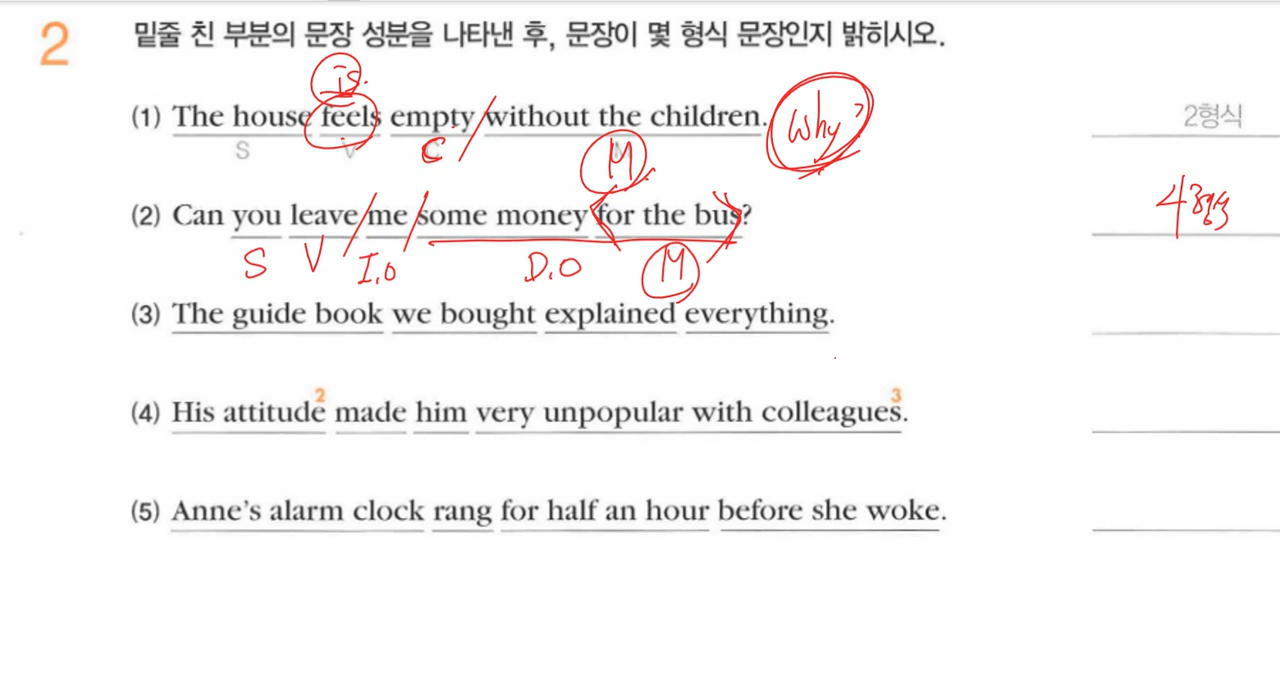 2 밑줄 친 부분의 문장 성분을 나타낸 후, 문장이 몇 형식 문장인지 밝히시오.
is.
(1) The house feels empty without the children. Why? 2형식
S V C M
M
(2) Can you leave me some money for the bus? 4형식
S V I.O D.O M
(3) The guide book we bought explained everything.
2 3
(4) His attitude made him very unpopular with colleagues.
(5) Anne's alarm clock rang for half an hour before she woke.